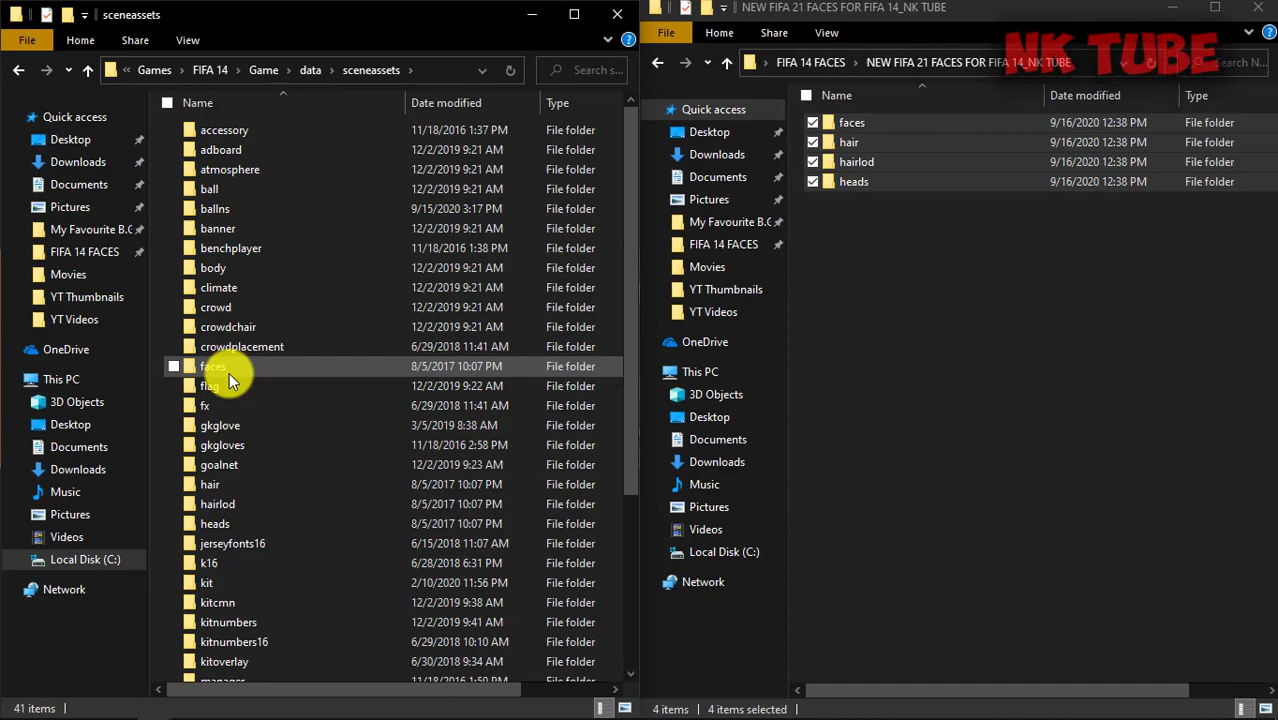 sceneassets
File Home Share View
Games FIFA 14 Game data sceneassets Search s...
Quick access
Desktop
Downloads
Documents
Pictures
My Favourite B.C
FIFA 14 FACES
Movies
YT Thumbnails
YT Videos
OneDrive
This PC
3D Objects
Desktop
Documents
Downloads
Music
Pictures
Videos
Local Disk (C:)
Network
Name Date modified Type
accessory 11/18/2016 1:37 PM File folder
adboard 12/2/2019 9:21 AM File folder
atmosphere 12/2/2019 9:21 AM File folder
ball 12/2/2019 9:21 AM File folder
ballns 9/15/2020 3:17 PM File folder
banner 12/2/2019 9:21 AM File folder
benchplayer 11/18/2016 1:38 PM File folder
body 12/2/2019 9:21 AM File folder
climate 12/2/2019 9:21 AM File folder
crowd 12/2/2019 9:21 AM File folder
crowdchair 12/2/2019 9:21 AM File folder
crowdplacement 6/29/2018 11:41 AM File folder
faces 8/5/2017 10:07 PM File folder
flag 12/2/2019 9:22 AM File folder
fx 6/29/2018 11:41 AM File folder
gkglove 3/5/2019 8:38 AM File folder
gkgloves 11/18/2016 2:58 PM File folder
goalnet 12/2/2019 9:23 AM File folder
hair 8/5/2017 10:07 PM File folder
hairlod 8/5/2017 10:07 PM File folder
heads 8/5/2017 10:07 PM File folder
jerseyfonts16 6/15/2018 11:07 AM File folder
k16 6/28/2018 6:31 PM File folder
kit 2/10/2020 11:56 PM File folder
kitcmn 12/2/2019 9:38 AM File folder
kitnumbers 12/2/2019 9:41 AM File folder
kitnumbers16 6/29/2018 10:10 AM File folder
kitoverlay 6/30/2018 9:34 AM File folder
manager 11/18/2016 1:59 PM File folder
41 items
NEW FIFA 21 FACES FOR FIFA 14_NK TUBE
File Home Share View
NK TUBE
FIFA 14 FACES NEW FIFA 21 FACES FOR FIFA 14_NK TUBE Search N...
Quick access
Desktop
Downloads
Documents
Pictures
My Favourite B.C
FIFA 14 FACES
Movies
YT Thumbnails
YT Videos
OneDrive
This PC
3D Objects
Desktop
Documents
Downloads
Music
Pictures
Videos
Local Disk (C:)
Network
Name Date modified Type
faces 9/16/2020 12:38 PM File folder
hair 9/16/2020 12:38 PM File folder
hairlod 9/16/2020 12:38 PM File folder
heads 9/16/2020 12:38 PM File folder
4 items 4 items selected